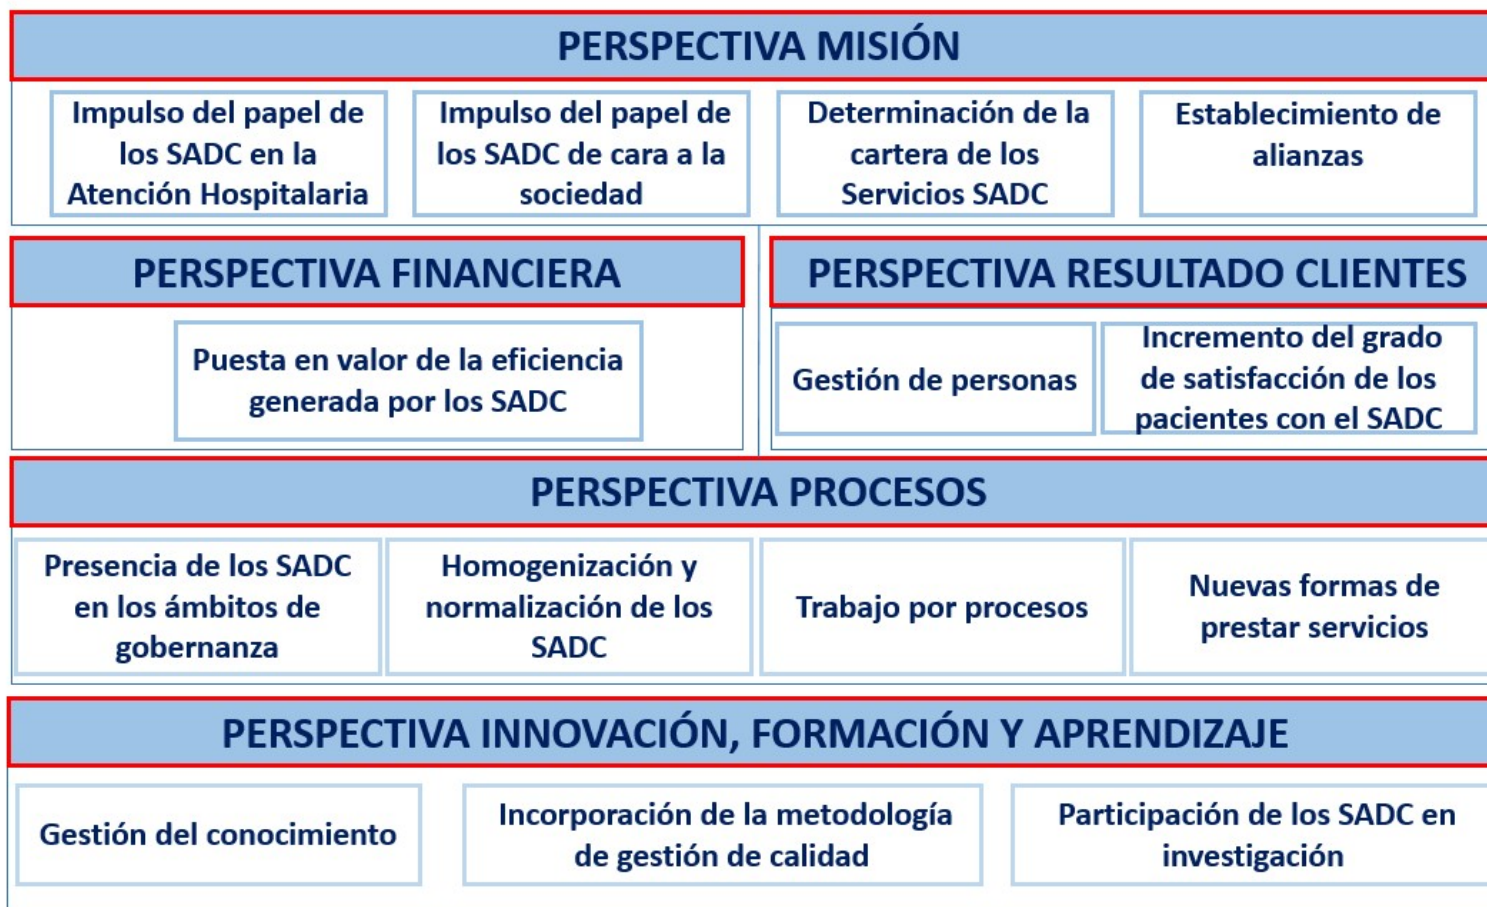 PERSPECTIVA MISIÓN
Impulso del papel de
los SADC en la
Atención Hospitalaria
Impulso del papel de
los SADC de cara a la
sociedad
Determinación de la
cartera de los
Servicios SADC
Establecimiento de
alianzas
PERSPECTIVA FINANCIERA
Puesta en valor de la eficiencia
generada por los SADC
PERSPECTIVA RESULTADO CLIENTES
Gestión de personas
Incremento del grado
de satisfacción de los
pacientes con el SADC
PERSPECTIVA PROCESOS
Presencia de los SADC
en los ámbitos de
gobernanza
Homogenización y
normalización de los
SADC
Trabajo por procesos
Nuevas formas de
prestar servicios
PERSPECTIVA INNOVACIÓN, FORMACIÓN Y APRENDIZAJE
Gestión del conocimiento
Incorporación de la metodología
de gestión de calidad
Participación de los SADC en
investigación